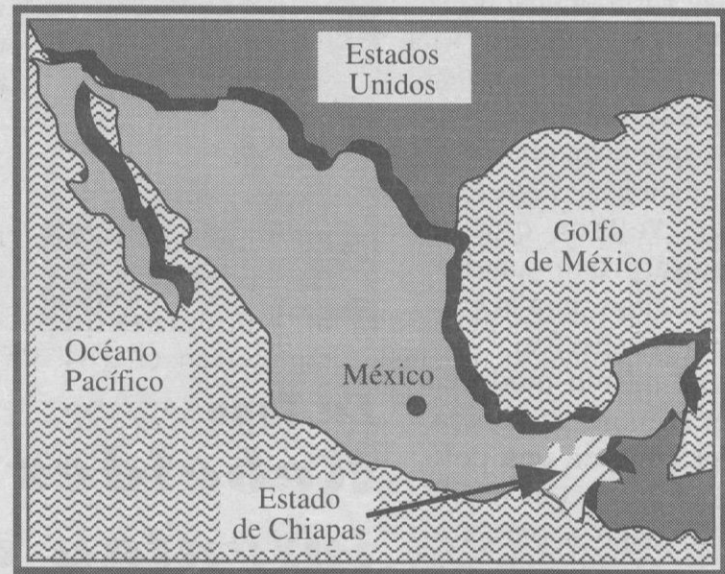 Estados
Unidos
Golfo
de México
Océano
Pacífico
México
Estado
de Chiapas